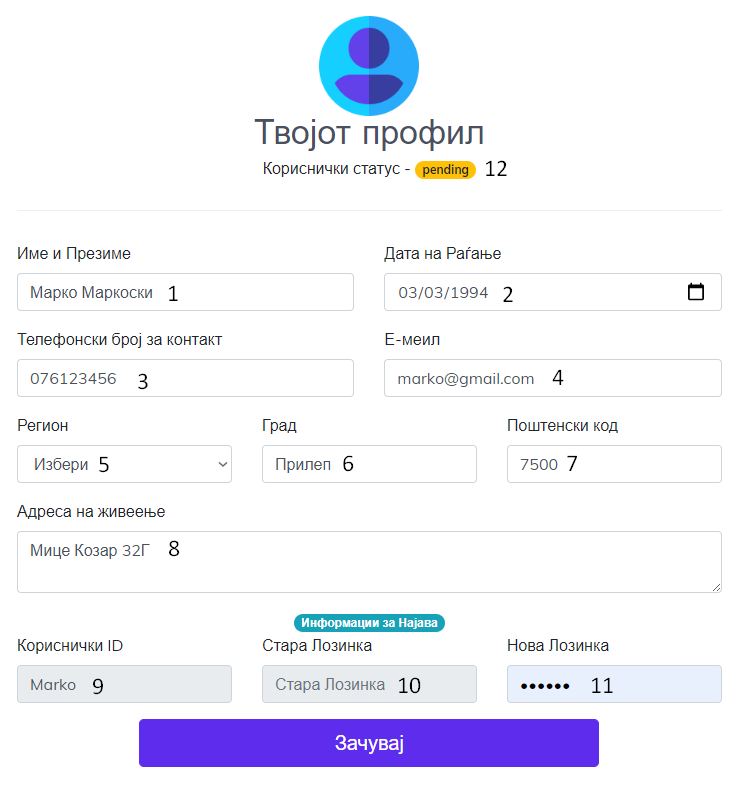 Твојот профил
Кориснички статус - pending 12
Име и Презиме Дата на Раѓање
Марко Маркоски 1 03/03/1994 2
Телефонски број за контакт Е-меил
076123456 3 marko@gmail.com 4
Регион Град Поштенски код
Избери 5 Прилеп 6 7500 7
Адреса на живеење
Мице Козар 32Г 8
Информации за Најава
Кориснички ID Стара Лозинка Нова Лозинка
Marko 9 Стара Лозинка 10 •••••• 11
Зачувај